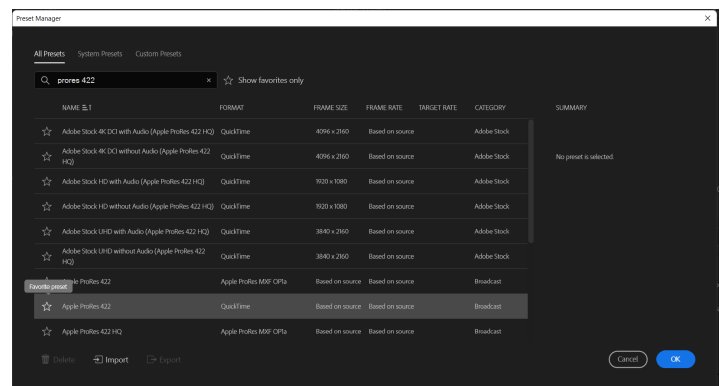 Preset Manager
All Presets System Presets Custom Presets
prores 422 Show favorites only
NAME FORMAT FRAME SIZE FRAME RATE TARGET RATE CATEGORY SUMMARY
Adobe Stock 4K DCI with Audio (Apple ProRes 422 HQ) QuickTime 4096 x 2160 Based on source Adobe Stock
Adobe Stock 4K DCI without Audio (Apple ProRes 422
HQ) QuickTime 4096 x 2160 Based on source Adobe Stock No preset is selected.
Adobe Stock HD with Audio (Apple ProRes 422 HQ) QuickTime 1920 x 1080 Based on source Adobe Stock
Adobe Stock HD without Audio (Apple ProRes 422 HQ) QuickTime 1920 x 1080 Based on source Adobe Stock
Adobe Stock UHD with Audio (Apple ProRes 422 HQ) QuickTime 3840 x 2160 Based on source Adobe Stock
Adobe Stock UHD without Audio (Apple ProRes 422
HQ) QuickTime 3840 x 2160 Based on source Adobe Stock
Apple ProRes 422 Apple ProRes MXF OP1a Based on source Based on source Broadcast
Favorite preset
Apple ProRes 422 QuickTime Based on source Based on source Broadcast
Apple ProRes 422 HQ Apple ProRes MXF OP1a Based on source Based on source Broadcast
Delete Import Export Cancel OK